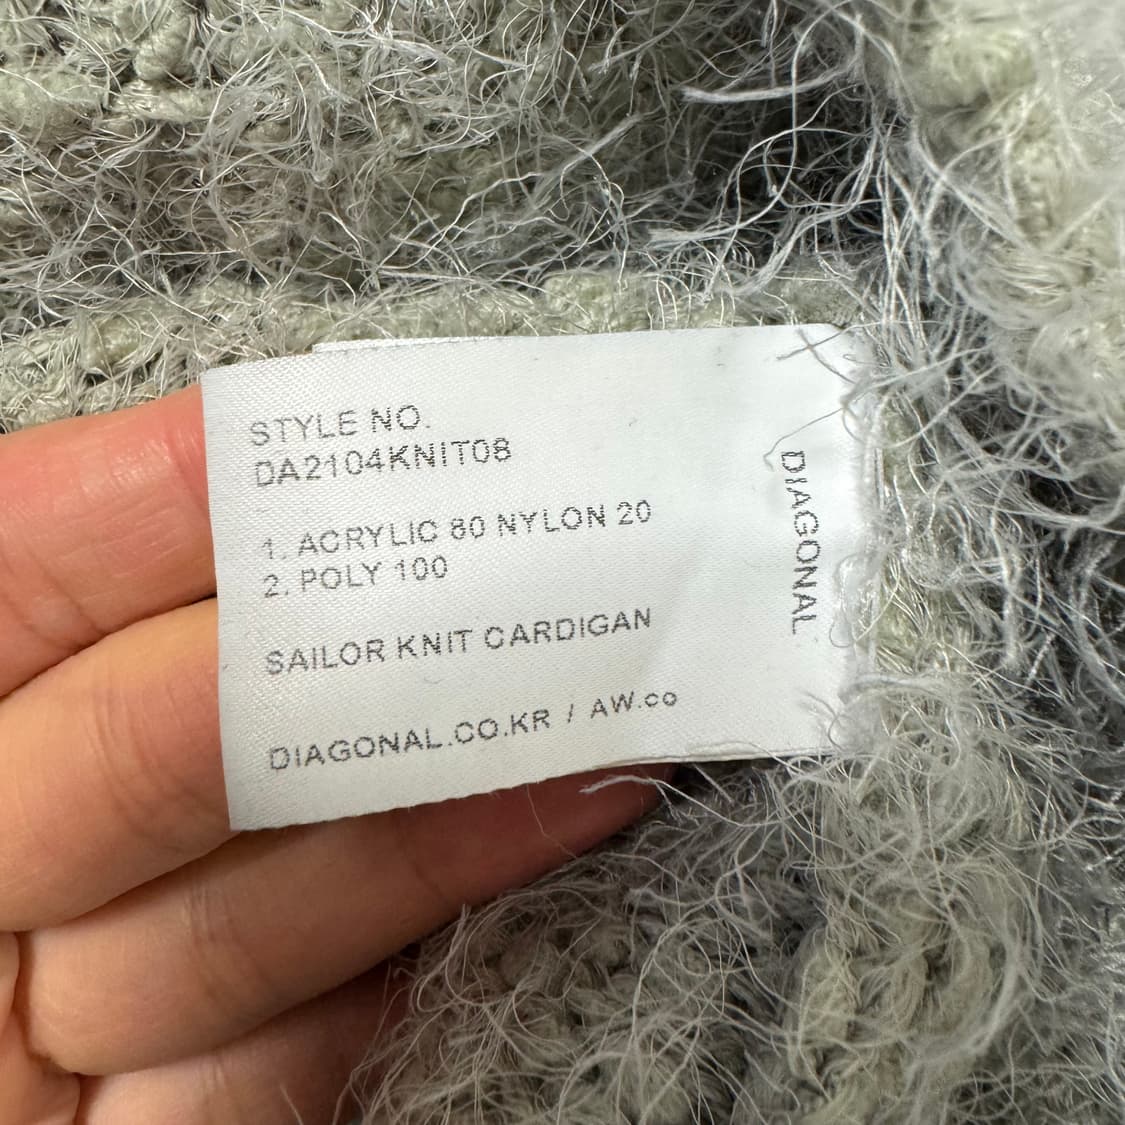 STYLE NO.
DA2104KNIT08
1. ACRYLIC 80 NYLON 20
2. POLY 100
SAILOR KNIT CARDIGAN
DIAGONAL.CO.KR / AW.co
DIAGONAL